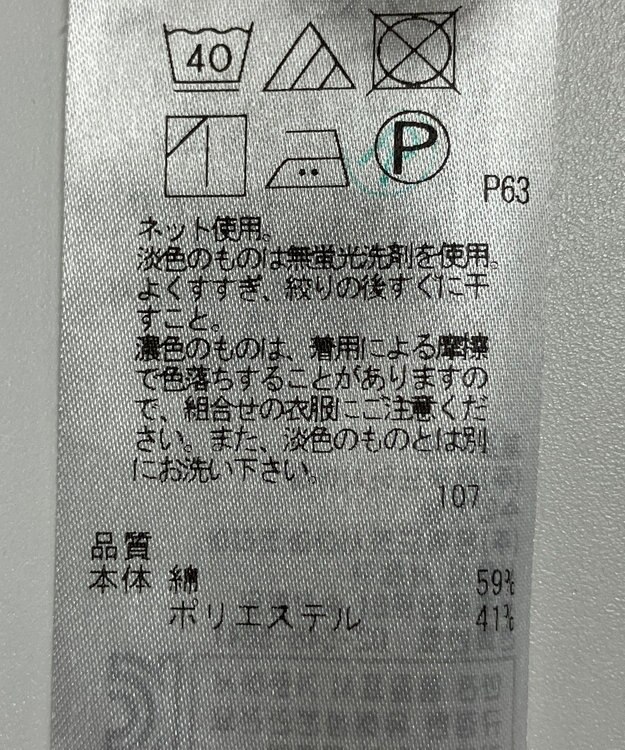 40
P
P63
ネット使用。
淡色のものは無蛍光洗剤を使用。
よくすすぎ、絞りの後すぐに干
すこと。
濃色のものは、着用による摩擦
で色落ちすることがありますの
で、組合せの衣服にご注意くだ
さい。また、淡色のものとは別
にお洗い下さい。
107
品質
本体 綿 59%
ポリエステル 41%